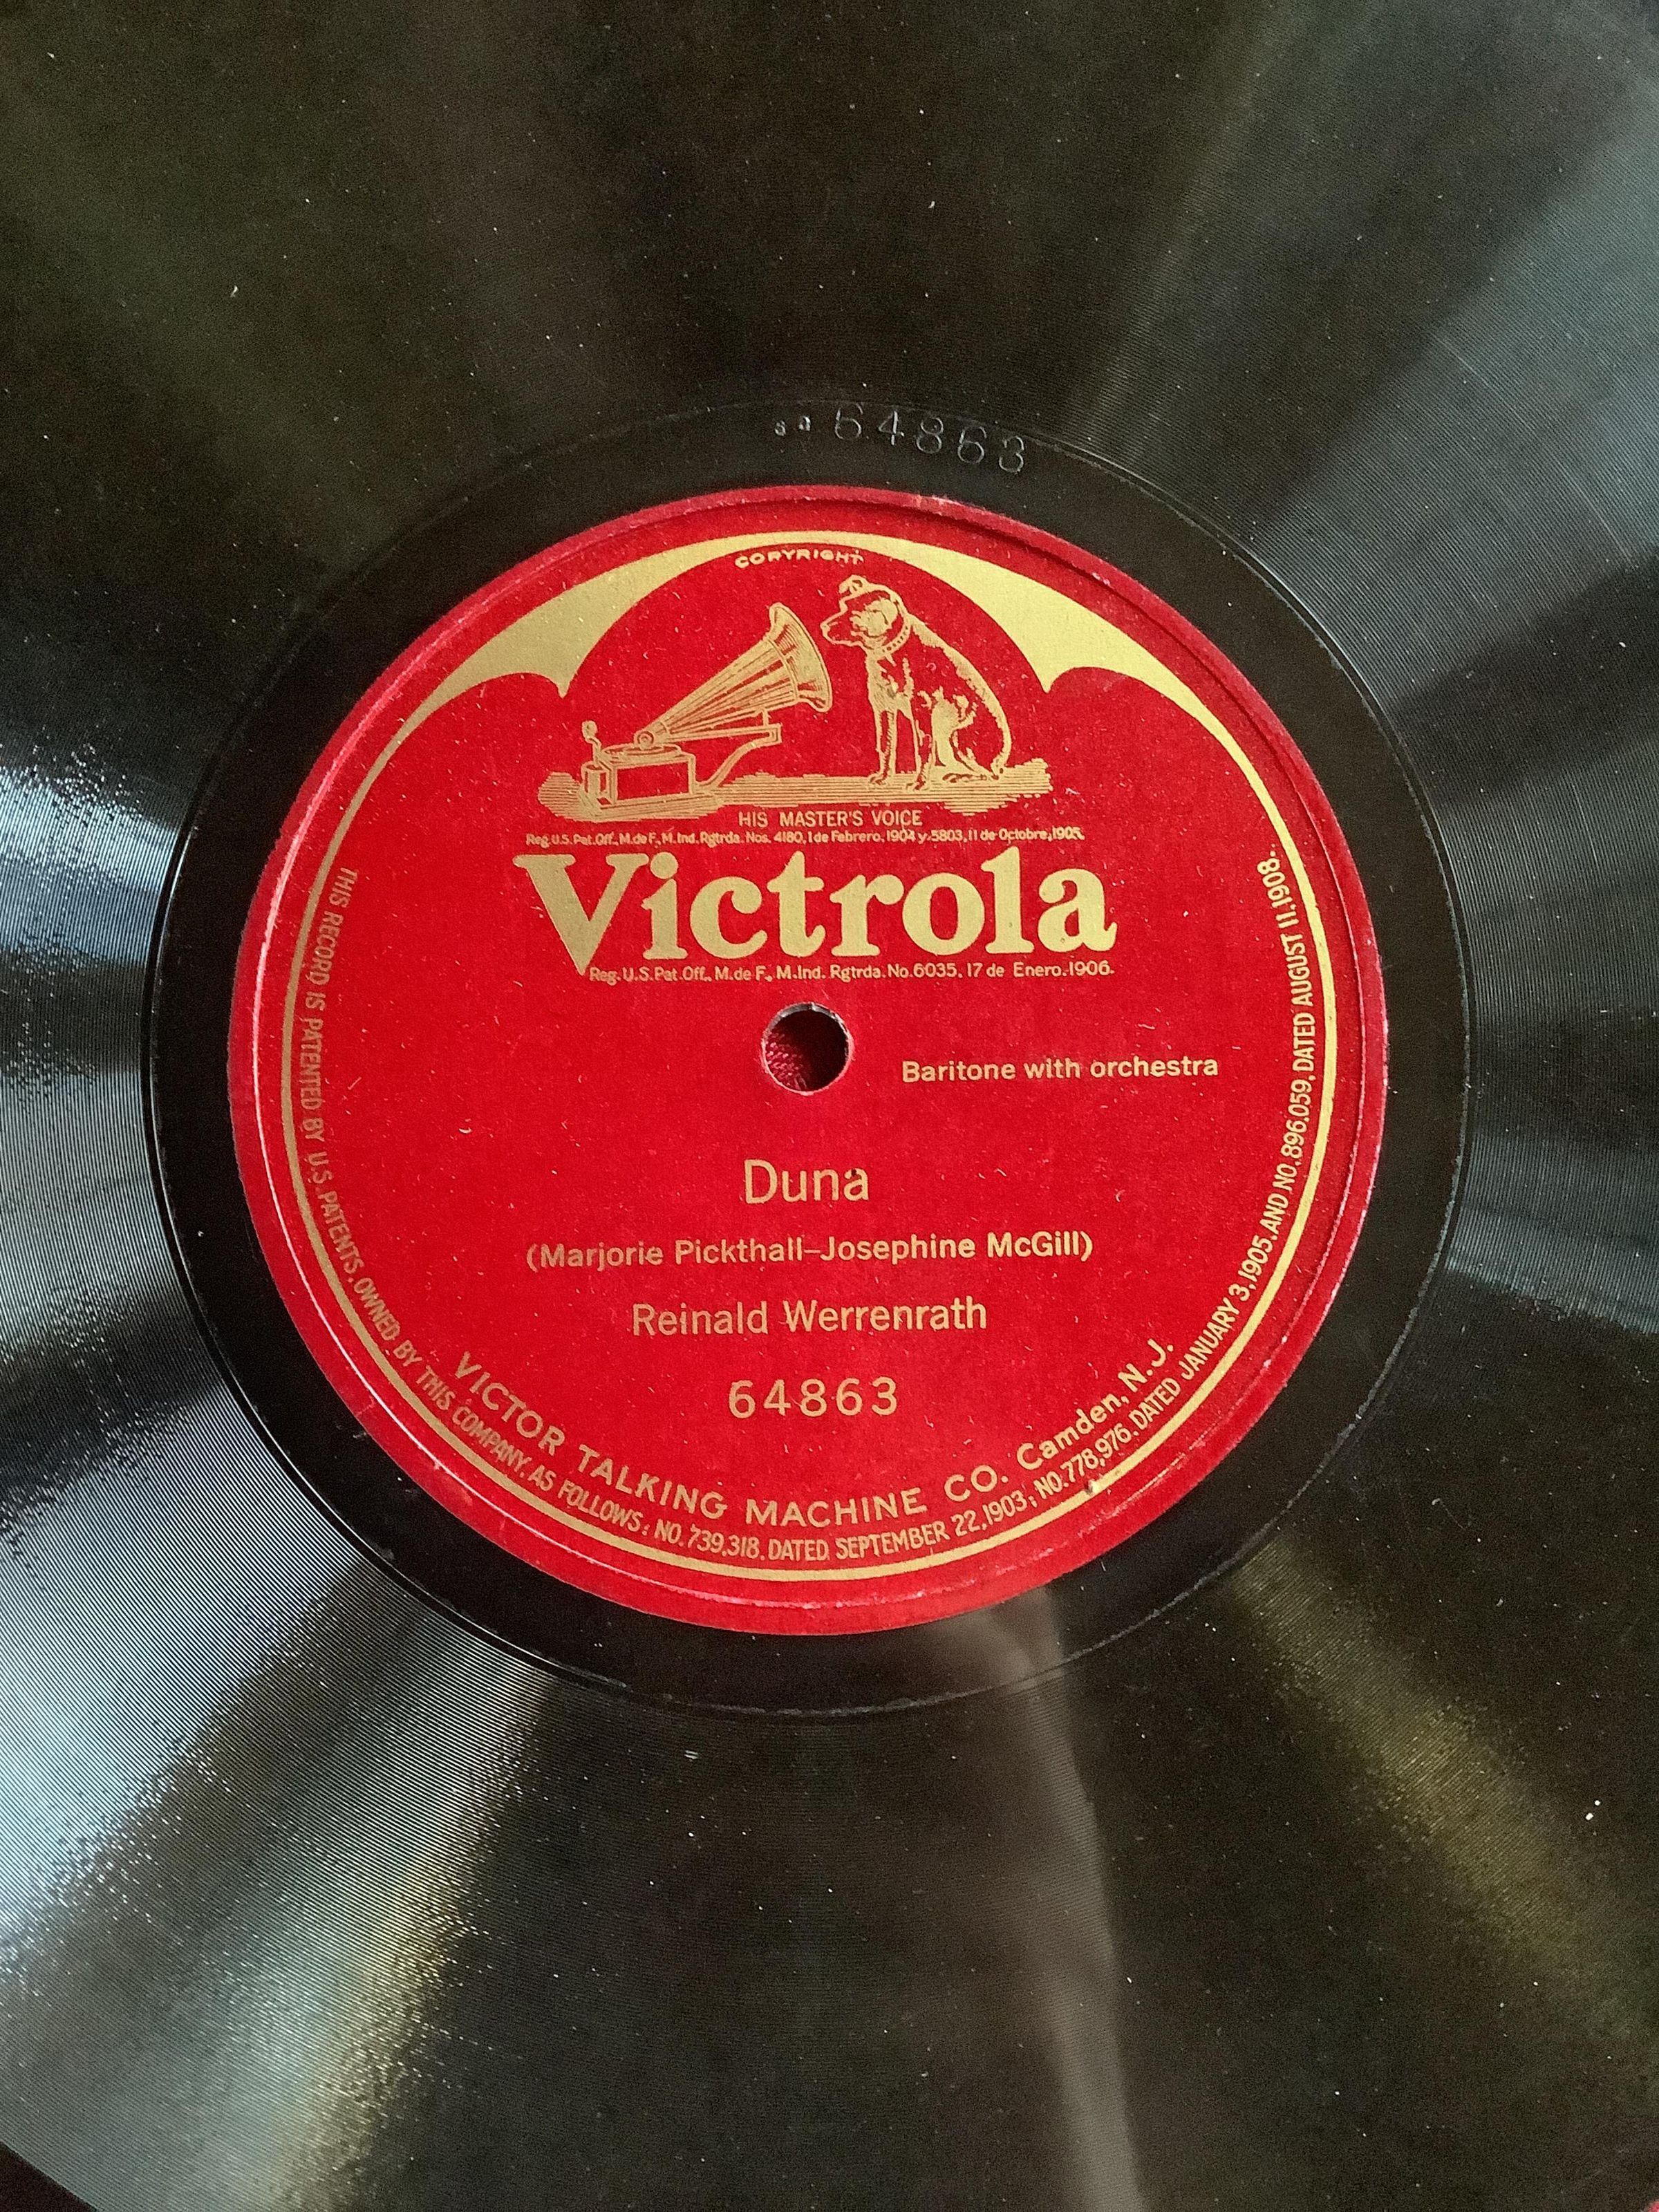 64863
COPYRIGHT
HIS MASTER'S VOICE
Reg. U.S. Pat. Off., M. de F., M. Ind. Rgtrda. Nos. 4180, 1 de Febrero, 1904 y 5803, 11 de Octobre, 1905.
Victrola
Reg. U.S. Pat. Off., M. de F., M. Ind. Rgtrda. No. 6035, 17 de Enero, 1906.
Baritone with orchestra
Duna
(Marjorie Pickthall–Josephine McGill)
Reinald Werrenrath
64863
VICTOR TALKING MACHINE CO. Camden, N. J.
THIS RECORD IS PATENTED BY U.S. PATENTS, OWNED BY THIS COMPANY, AS FOLLOWS: NO. 739,318, DATED SEPTEMBER 22, 1903; NO. 778,976, DATED JANUARY 3, 1905, AND NO. 896,059, DATED AUGUST 11, 1908.